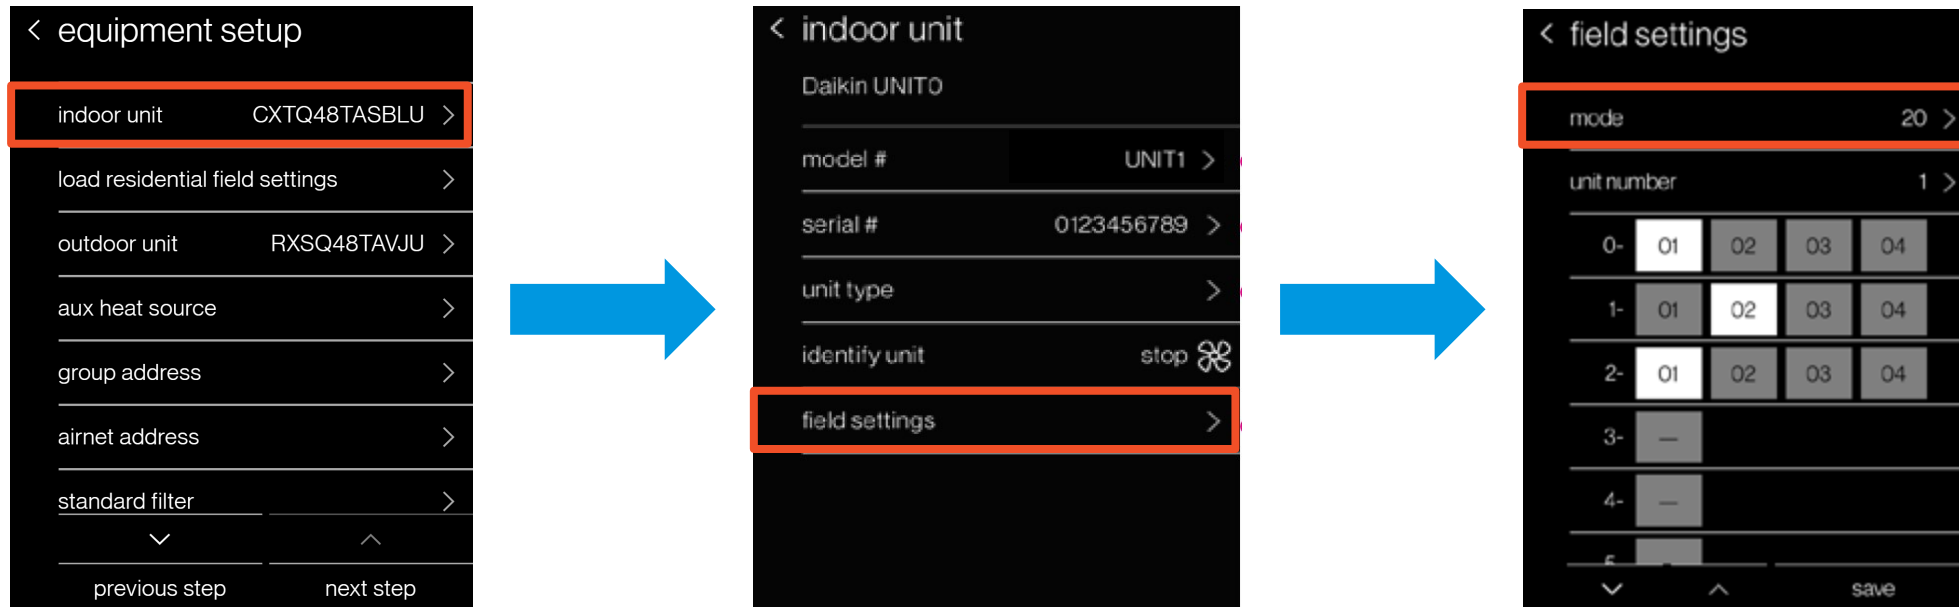 < equipment setup
indoor unit CXTQ48TASBLU >
load residential field settings >
outdoor unit RXSQ48TAVJU >
aux heat source >
group address >
airnet address >
standard filter >
previous step next step
< indoor unit
Daikin UNIT0
model # UNIT1 >
serial # 0123456789 >
unit type >
identify unit stop
field settings >
< field settings
mode 20 >
unit number 1 >
0- 01 02 03 04
1- 01 02 03 04
2- 01 02 03 04
3- —
4- —
save